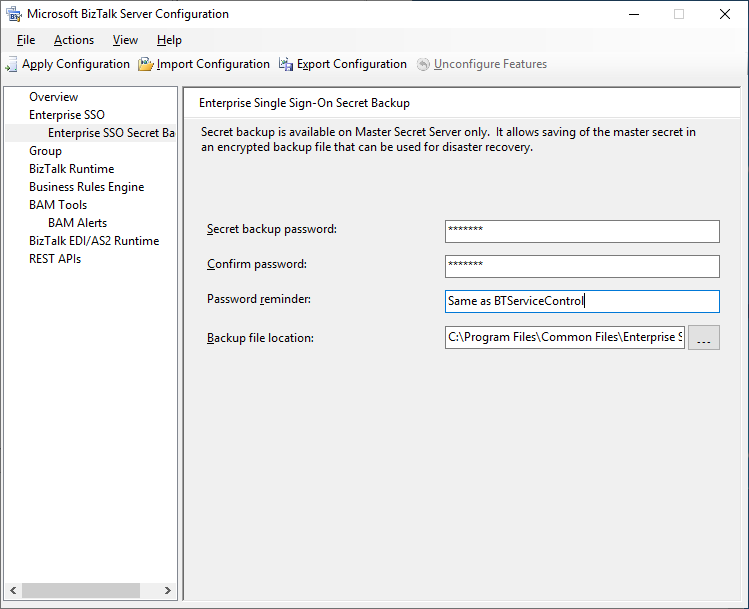 Microsoft BizTalk Server Configuration
File Actions View Help
Apply Configuration Import Configuration Export Configuration Unconfigure Features
Overview
Enterprise SSO
Enterprise SSO Secret Ba
Group
BizTalk Runtime
Business Rules Engine
BAM Tools
BAM Alerts
BizTalk EDI/AS2 Runtime
REST APIs
Enterprise Single Sign-On Secret Backup
Secret backup is available on Master Secret Server only. It allows saving of the master secret in
an encrypted backup file that can be used for disaster recovery.
Secret backup password: *******
Confirm password: *******
Password reminder: Same as BTServiceControl
Backup file location: C:\Program Files\Common Files\Enterprise S ...